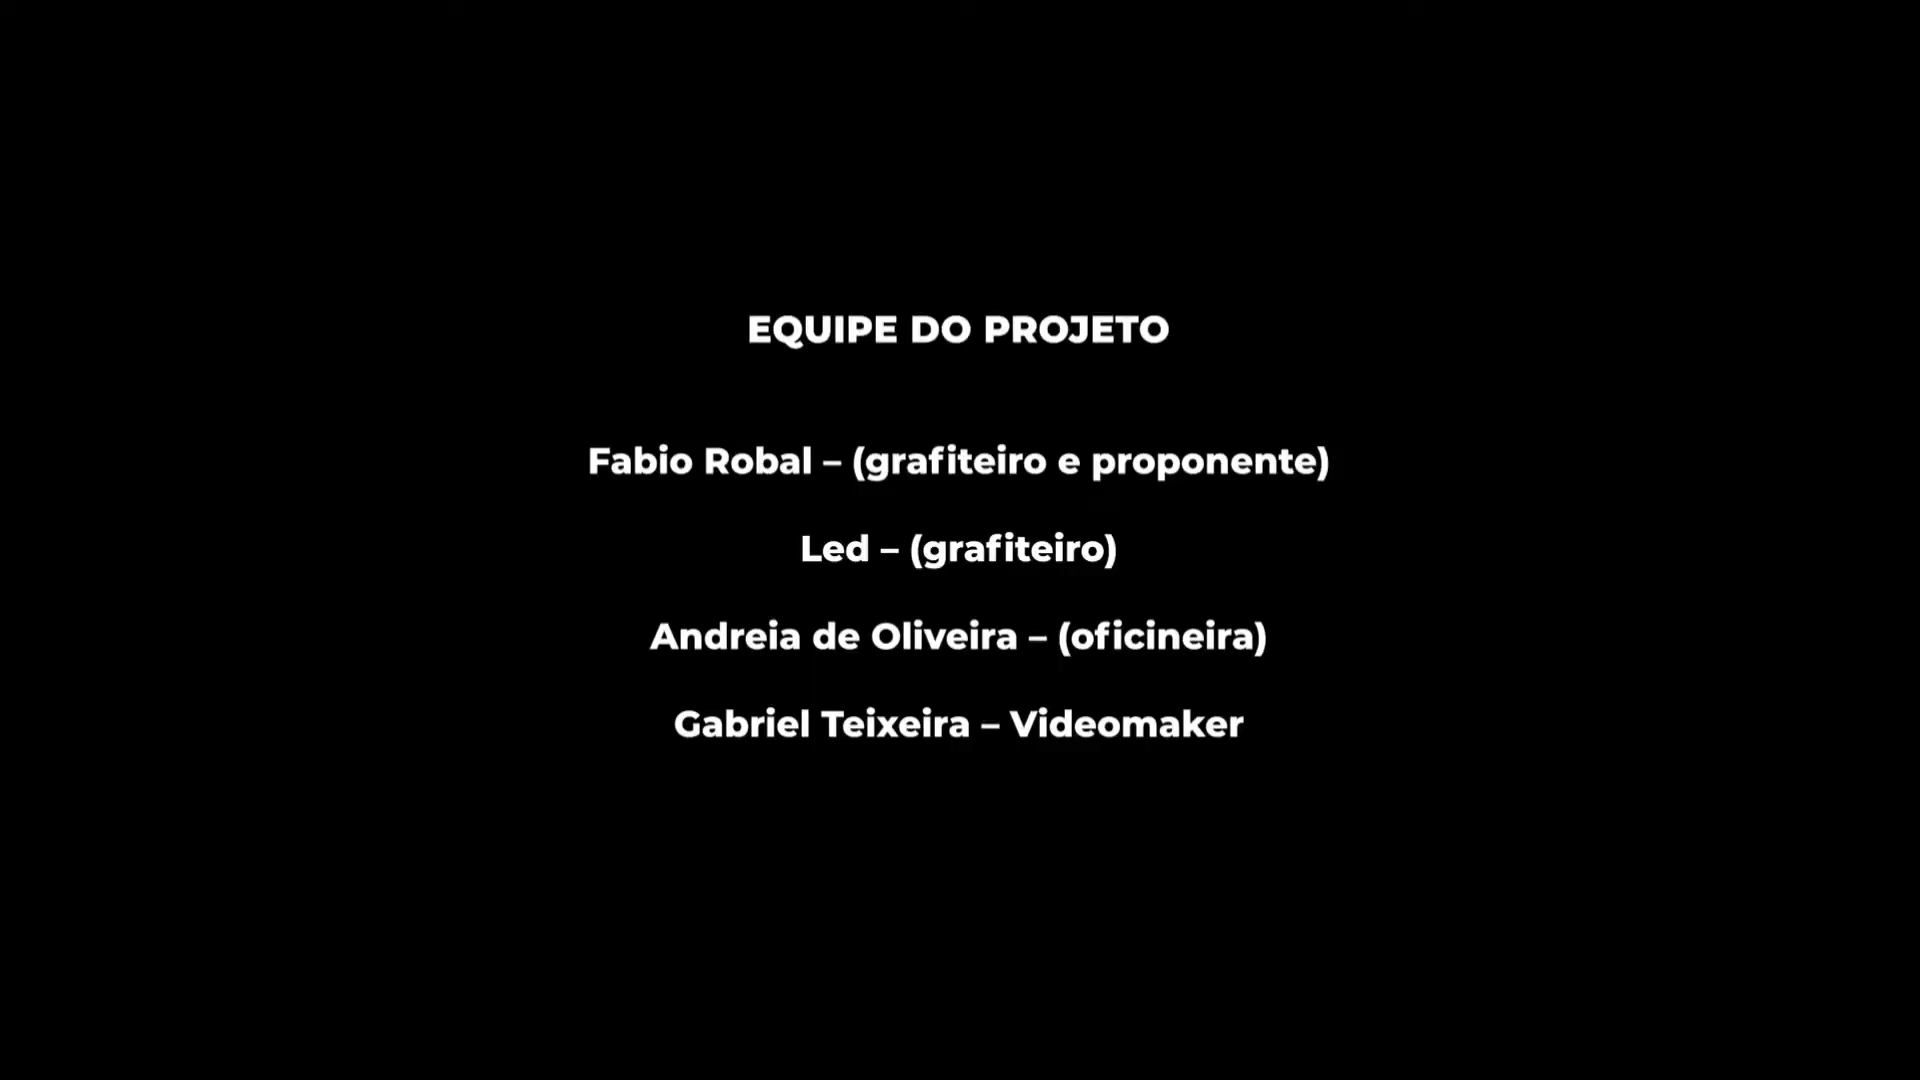 EQUIPE DO PROJETO
Fabio Robal – (grafiteiro e proponente)
Led – (grafiteiro)
Andreia de Oliveira – (oficineira)
Gabriel Teixeira – Videomaker